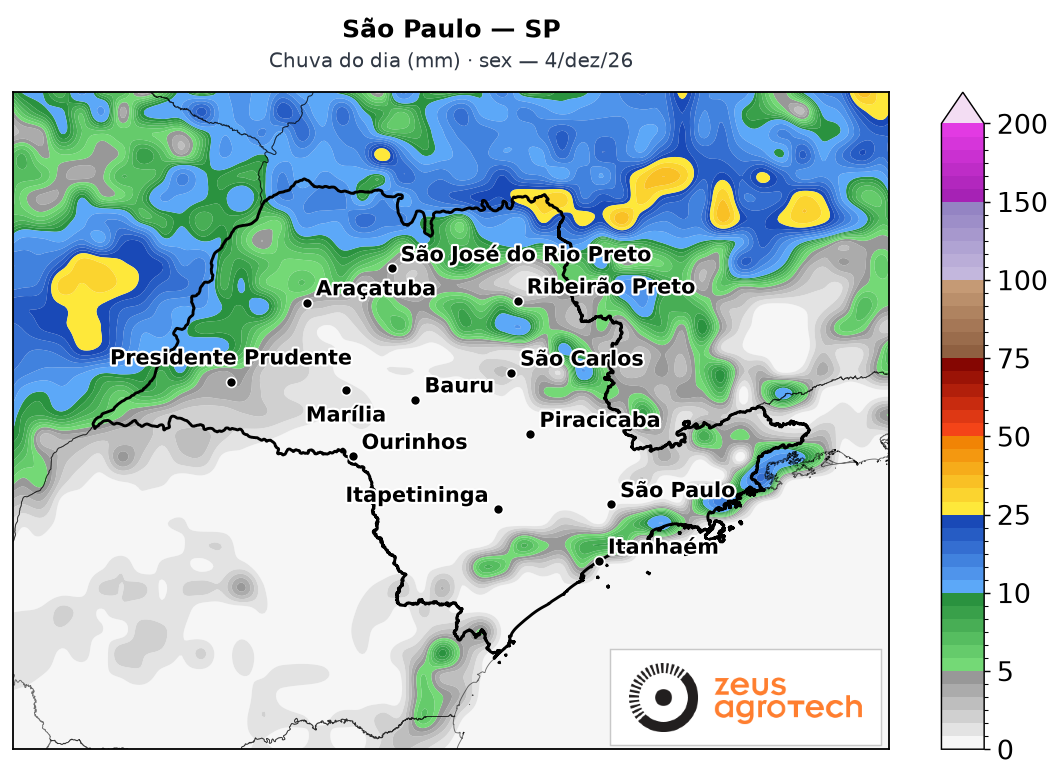 São Paulo — SP
Chuva do dia (mm) · sex — 4/dez/26
São José do Rio Preto
Araçatuba
Ribeirão Preto
Presidente Prudente
São Carlos
Bauru
Marília
Piracicaba
Ourinhos
Itapetininga
São Paulo
Itanhaém
200
150
100
75
50
25
10
5
0
zeus
agrotech